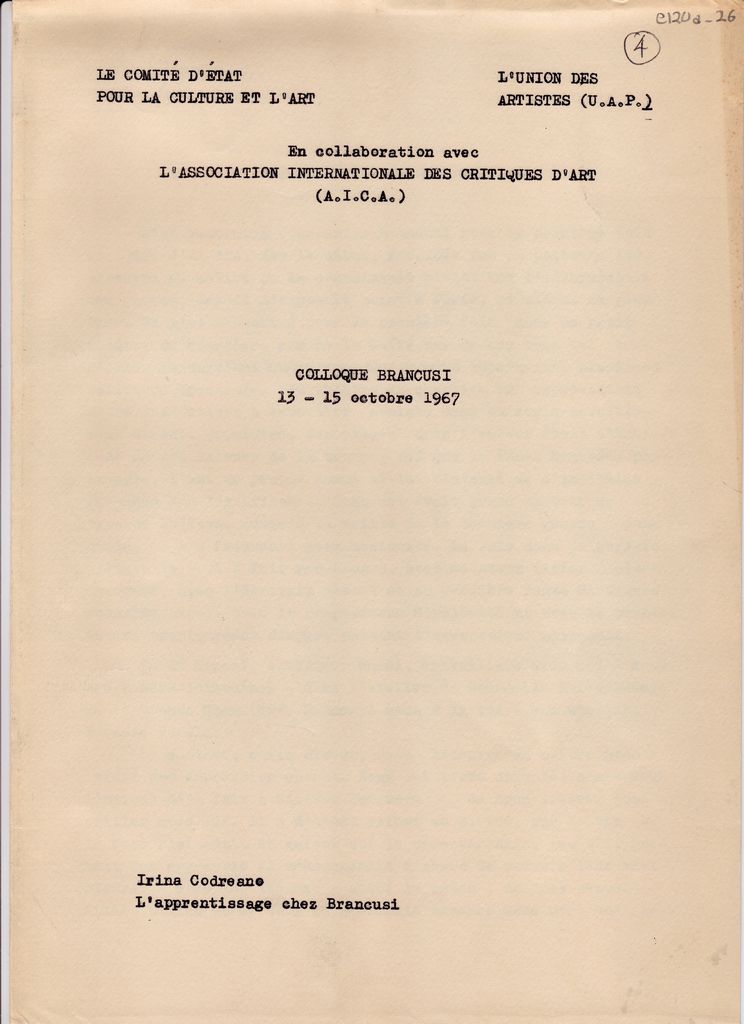 C120a-26
4
LE COMITÉ D'ÉTAT
POUR LA CULTURE ET L'ART
L'UNION DES
ARTISTES (U.A.P.)
En collaboration avec
L'ASSOCIATION INTERNATIONALE DES CRITIQUES D'ART
(A.I.C.A.)
COLLOQUE BRANCUSI
13 - 15 octobre 1967
Irina Codreano
L'apprentissage chez Brancusi